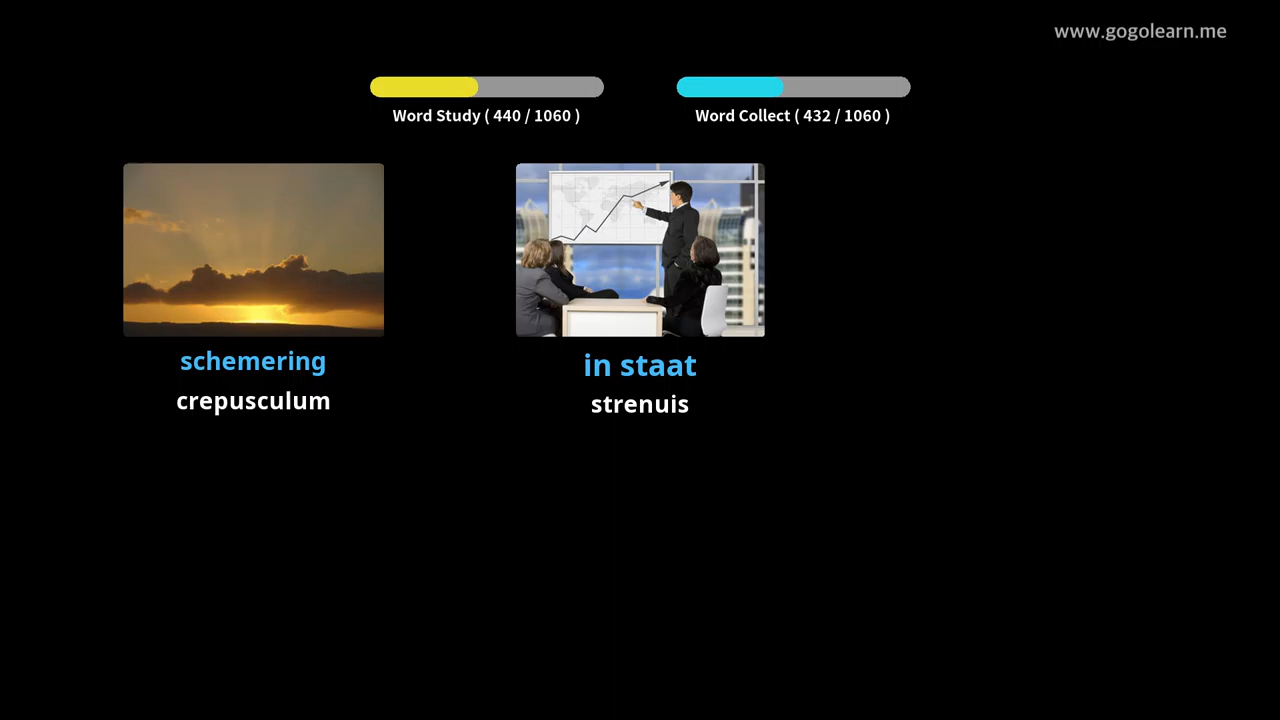 www.gogolearn.me
Word Study ( 440 / 1060 )
Word Collect ( 432 / 1060 )
schemering
crepusculum
in staat
strenuis